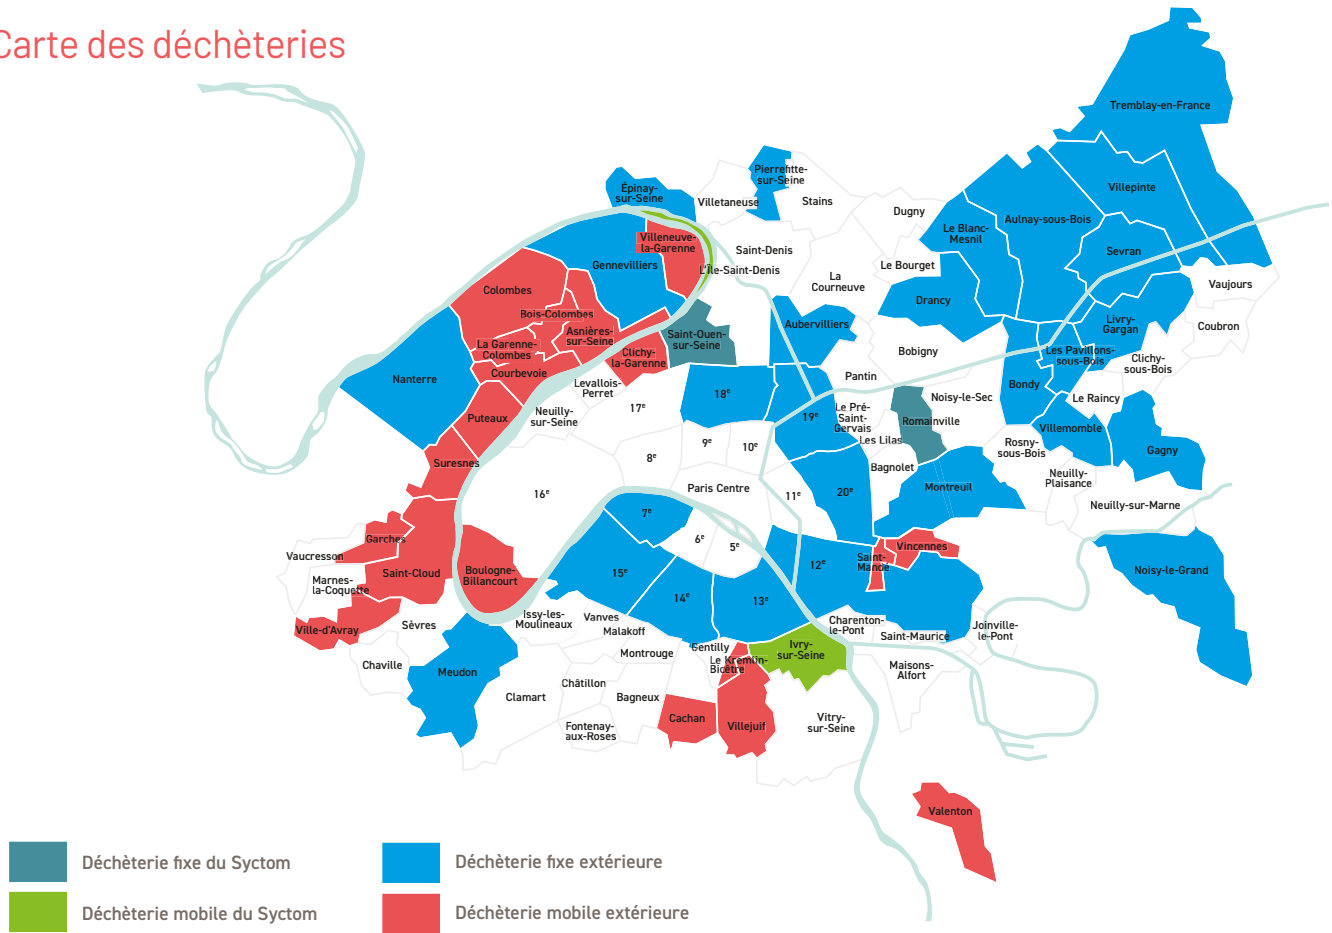 Carte des déchèteries
Tremblay-en-France
Pierrefitte-
sur-Seine
Épinay-
sur-Seine
Villetaneuse
Stains
Villepinte
Dugny
Aulnay-sous-Bois
Le Blanc-
Mesnil
Villeneuve-
la-Garenne
Saint-Denis
Sevran
Gennevilliers
L'Île-Saint-Denis
Le Bourget
La
Courneuve
Vaujours
Colombes
Drancy
Bois-Colombes
Aubervilliers
Livry-
Gargan
Coubron
Asnières-
sur-Seine
Saint-Ouen-
sur-Seine
La Garenne-
Colombes
Clichy-
la-Garenne
Bobigny
Les Pavillons-
sous-Bois
Clichy-
sous-Bois
Nanterre
Courbevoie
Levallois-
Perret
Pantin
Bondy
18e
Le Raincy
Noisy-le-Sec
Puteaux
Neuilly-
sur-Seine
17e
19e
Le Pré-
Saint-
Gervais
Romainville
Villemomble
Les Lilas
9e
10e
Rosny-
sous-Bois
Gagny
Suresnes
8e
Bagnolet
Neuilly-
Plaisance
16e
Paris Centre
11e
20e
Montreuil
Neuilly-sur-Marne
7e
Garches
6e
5e
Vincennes
Vaucresson
Saint-Cloud
Boulogne-
Billancourt
15e
12e
Saint-
Mandé
Noisy-le-Grand
Marnes-
la-Coquette
14e
13e
Ville-d'Avray
Sèvres
Issy-les-
Moulineaux
Vanves
Malakoff
Charenton-
le-Pont
Saint-Maurice
Joinville-
le-Pont
Montrouge
Gentilly
Le Kremlin-
Bicêtre
Ivry-
sur-Seine
Chaville
Meudon
Maisons-
Alfort
Châtillon
Clamart
Bagneux
Fontenay-
aux-Roses
Cachan
Villejuif
Vitry-
sur-Seine
Valenton
Déchèterie fixe du Syctom
Déchèterie fixe extérieure
Déchèterie mobile du Syctom
Déchèterie mobile extérieure